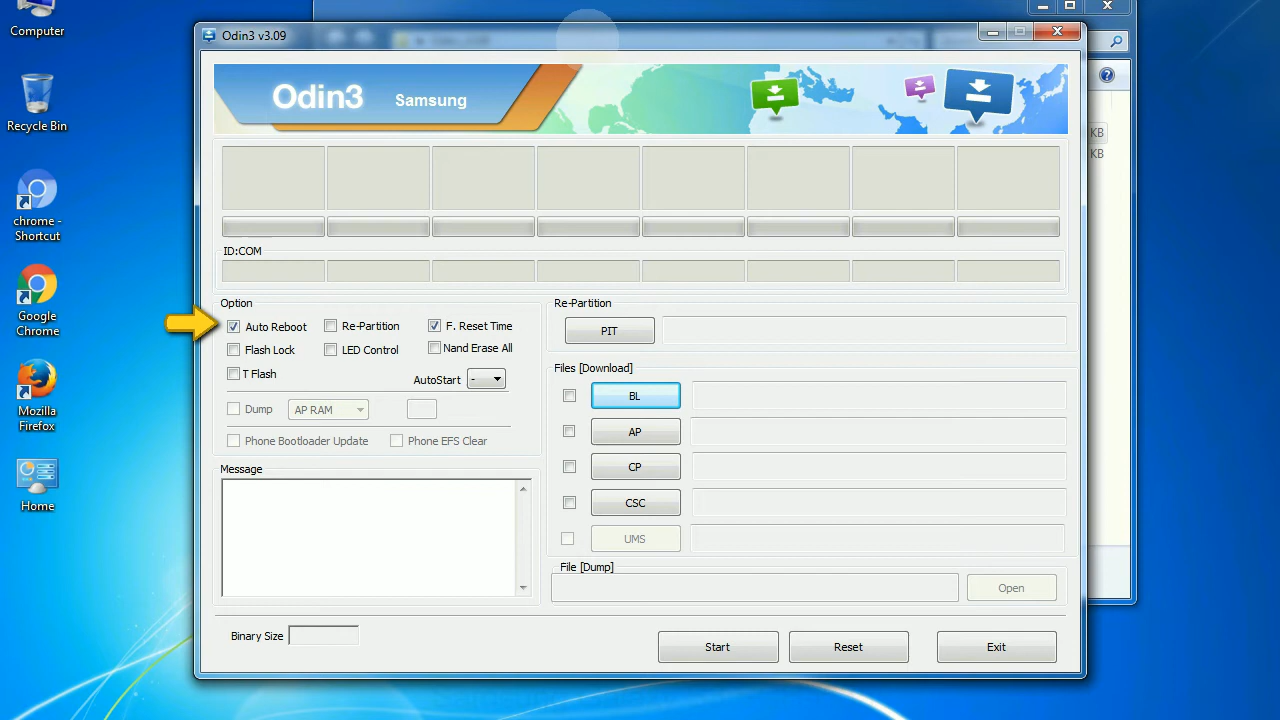 Computer
Recycle Bin
chrome -
Shortcut
Google
Chrome
Mozilla
Firefox
Home
Odin3 v3.09
Odin3 Samsung
KB
KB
ID:COM
Option
Auto Reboot Re-Partition F. Reset Time
Flash Lock LED Control Nand Erase All
T Flash
AutoStart -
Dump AP RAM
Phone Bootloader Update Phone EFS Clear
Message
Re-Partition
PIT
Files [Download]
BL
AP
CP
CSC
UMS
File [Dump]
Open
Binary Size
Start Reset Exit